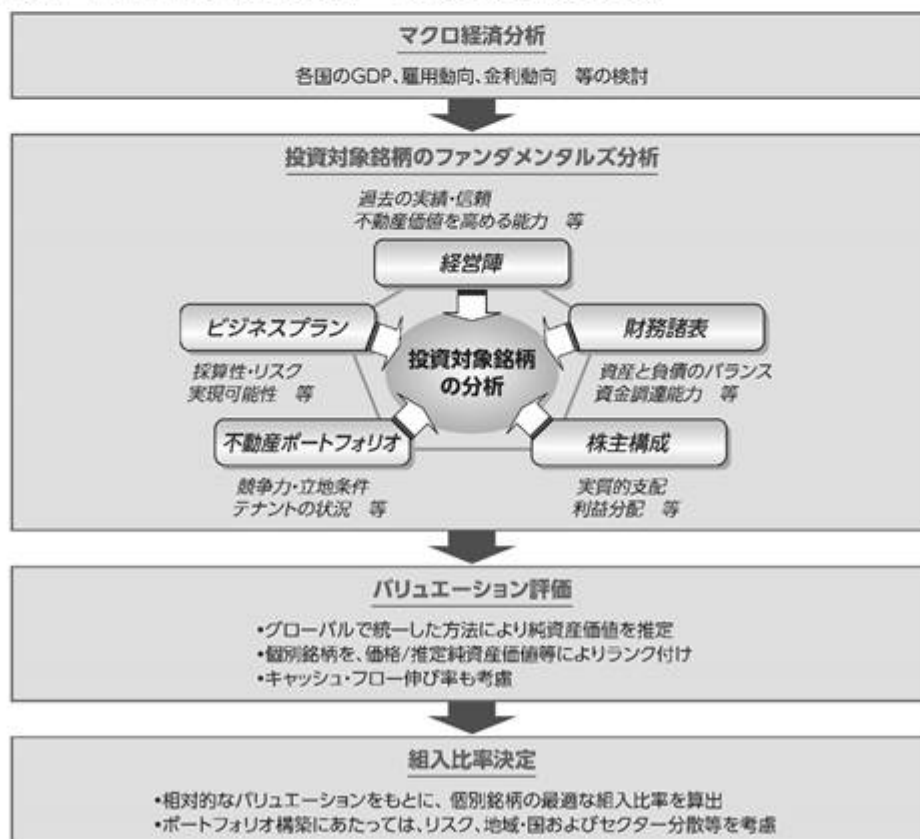 マクロ経済分析
各国のGDP、雇用動向、金利動向　等の検討
投資対象銘柄のファンダメンタルズ分析
過去の実績・信頼
不動産価値を高める能力　等
経営陣
ビジネスプラン
採算性・リスク
実現可能性　等
投資対象銘柄
の分析
財務諸表
資産と負債のバランス
資金調達能力　等
不動産ポートフォリオ
競争力・立地条件
テナントの状況　等
株主構成
実質的支配
利益分配　等
バリュエーション評価
•グローバルで統一した方法により純資産価値を推定
•個別銘柄を、価格/推定純資産価値等によりランク付け
•キャッシュ・フロー伸び率も考慮
組入比率決定
•相対的なバリュエーションをもとに、個別銘柄の最適な組入比率を算出
•ポートフォリオ構築にあたっては、リスク、地域・国およびセクター分散等を考慮